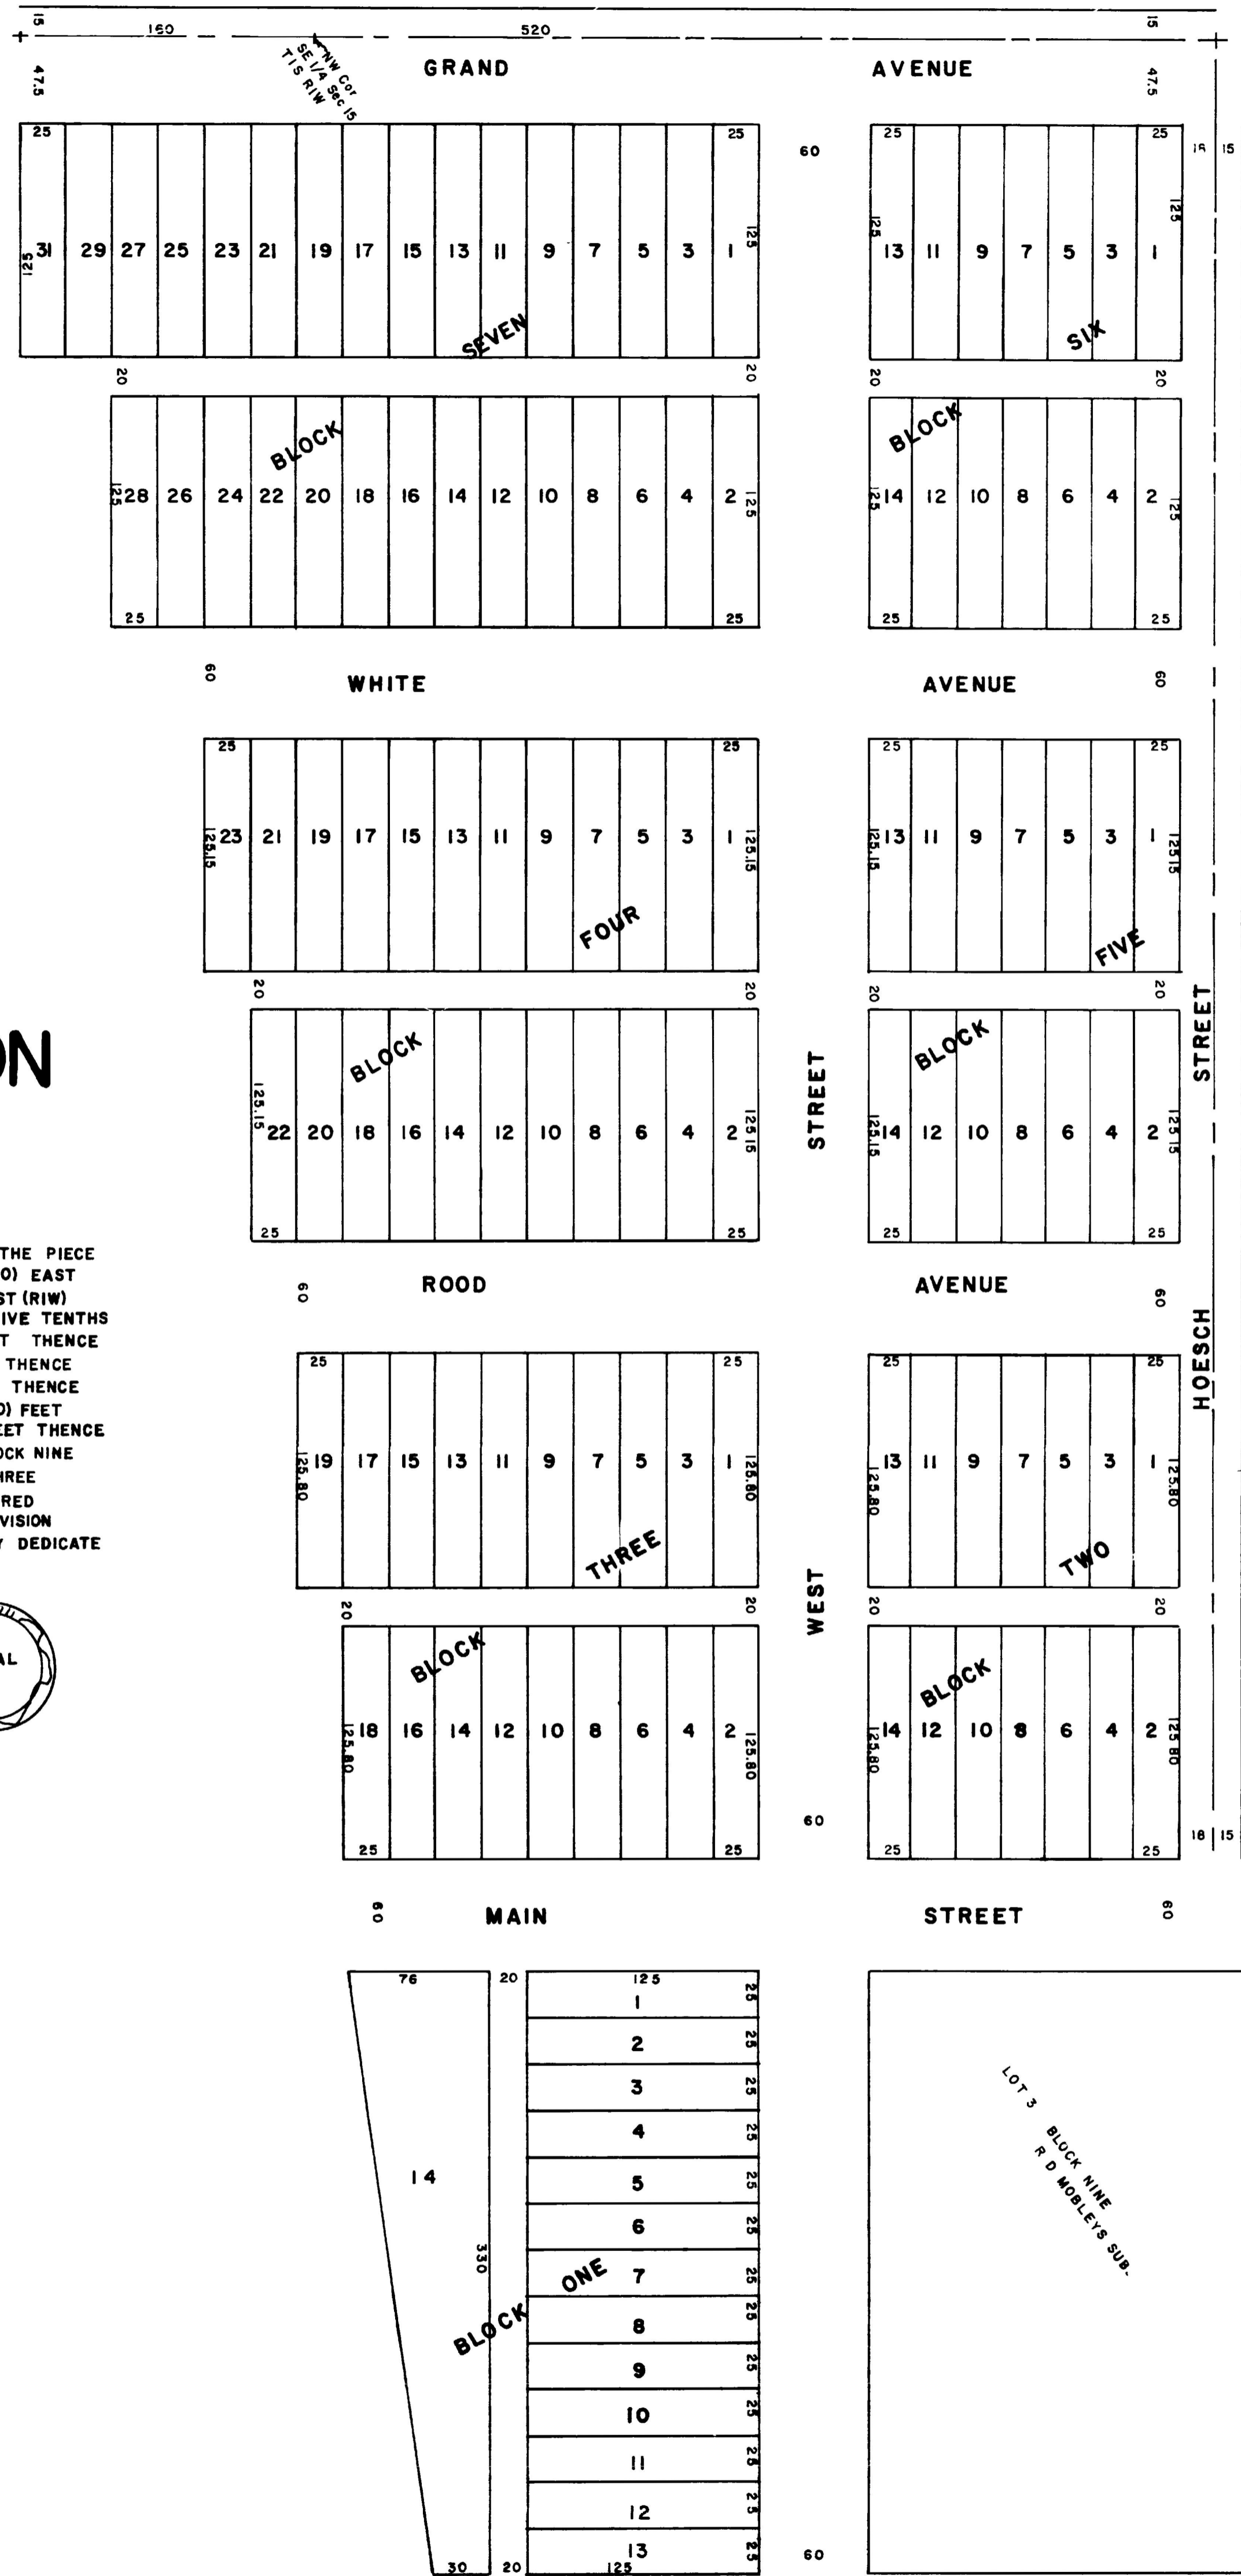 15 160 520 15
47.5 NW Cor 47.5
SE 1/4 Sec 15
T1S R1W
GRAND AVENUE
25 25 60 25 25 15
125 31 29 27 25 23 21 19 17 15 13 11 9 7 5 3 1 125 125 13 11 9 7 5 3 1 125
SEVEN SIX
20 20 20 20
BLOCK BLOCK
125 28 26 24 22 20 18 16 14 12 10 8 6 4 2 125 125 14 12 10 8 6 4 2 125
25 25 25 25
60 WHITE AVENUE 60
25 25 25 25
125.15 23 21 19 17 15 13 11 9 7 5 3 1 125.15 125.15 13 11 9 7 5 3 1 125.15
FOUR FIVE
20 20 20 20
BLOCK BLOCK
ON
125.15 22 20 18 16 14 12 10 8 6 4 2 125 15 125.15 14 12 10 8 6 4 2 125 15
25 25 25 25
WEST STREET
HOESCH STREET
THE PIECE
O) EAST
ST (R1W)
IVE TENTHS
T THENCE
THENCE
THENCE
O) FEET
EET THENCE
OCK NINE
HREE
RED
VISION
Y DEDICATE
AL
60 ROOD AVENUE 60
25 25 25 25
125.80 19 17 15 13 11 9 7 5 3 1 125.80 125.80 13 11 9 7 5 3 1 125.80
THREE TWO
20 20 20 20
BLOCK BLOCK
125.80 18 16 14 12 10 8 6 4 2 125.80 125.80 14 12 10 8 6 4 2 125 80
60 18 15
25 25 25 25
60 MAIN STREET 60
76 20 125
1 25
2 25
3 25
4 25
5 25
6 25
7 25
8 25
9 25
10 25
11 25
12 25
13 25
14
330
BLOCK ONE
30 20 125 60
LOT 3 BLOCK NINE
R D MOBLEYS SUB-